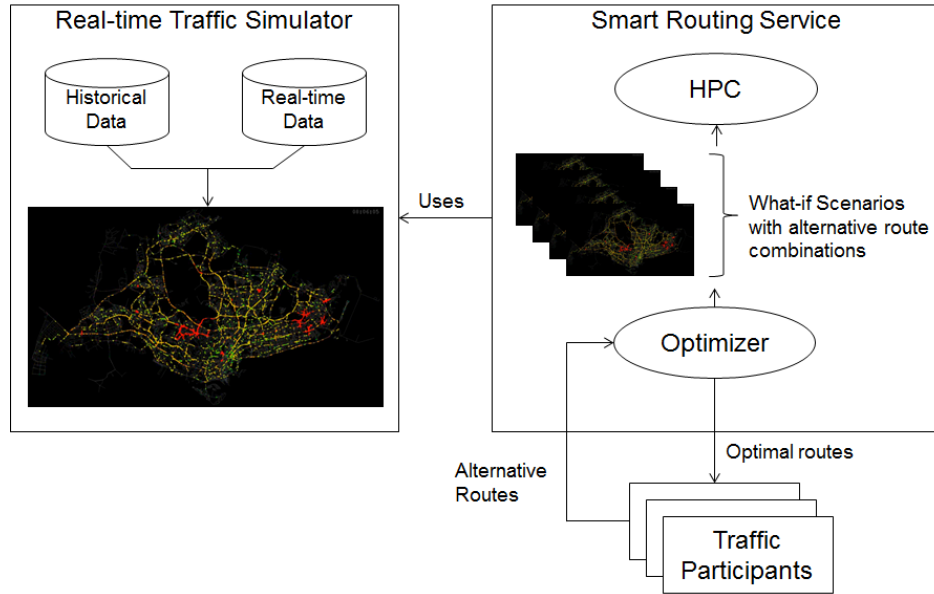 Real-time Traffic Simulator
Historical
Data
Real-time
Data
Uses
Smart Routing Service
HPC
What-if Scenarios
with alternative route
combinations
Optimizer
Alternative
Routes
Optimal routes
Traffic
Participants